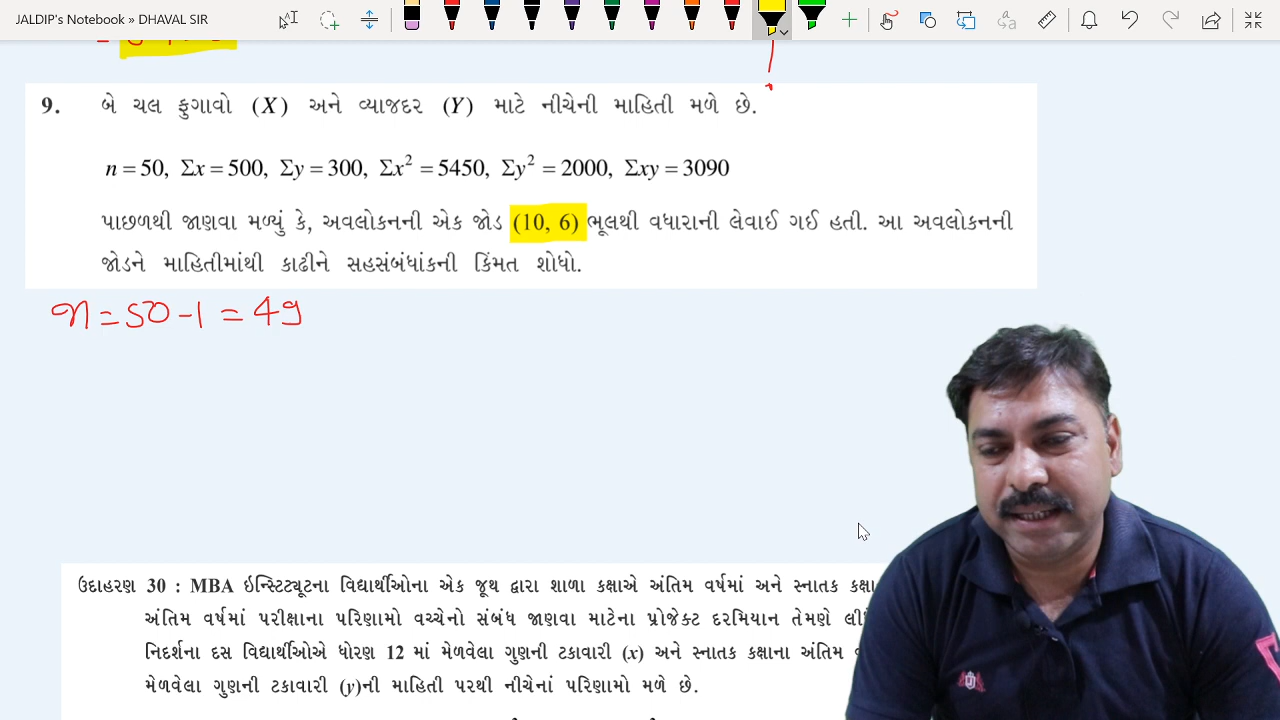 JALDIP's Notebook » DHAVAL SIR
9. બે ચલ ફુગાવો (X) અને વ્યાજદર (Y) માટે નીચેની માહિતી મળે છે.
n = 50, Σx = 500, Σy = 300, Σx² = 5450, Σy² = 2000, Σxy = 3090
પાછળથી જાણવા મળ્યું કે, અવલોકનની એક જોડ (10, 6) ભૂલથી વધારાની લેવાઈ ગઈ હતી. આ અવલોકનની
જોડને માહિતીમાંથી કાઢીને સહસંબંધાંકની કિંમત શોધો.
n = 50 - 1 = 49
ઉદાહરણ 30 : MBA ઇન્સ્ટિટ્યૂટના વિદ્યાર્થીઓના એક જૂથ દ્વારા શાળા કક્ષાએ અંતિમ વર્ષમાં અને સ્નાતક
અંતિમ વર્ષમાં પરીક્ષાના પરિણામો વચ્ચેનો સંબંધ જાણવા માટેના પ્રોજેક્ટ દરમિયાન તેમણે
નિદર્શના દસ વિદ્યાર્થીઓએ ધોરણ 12 માં મેળવેલા ગુણની ટકાવારી (x) અને સ્નાતક કક્ષાના અંતિમ
મેળવેલા ગુણની ટકાવારી (y)ની માહિતી પરથી નીચેનાં પરિણામો મળે છે.